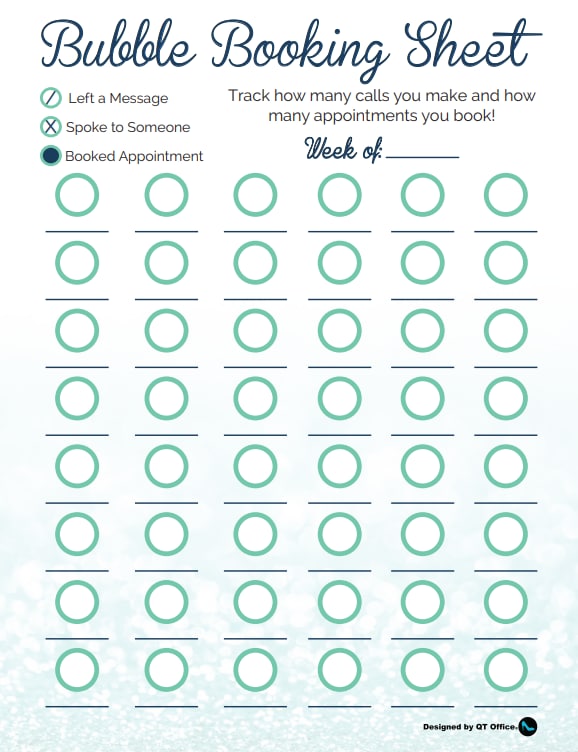 Bubble Booking Sheet
Left a Message
Spoke to Someone
Booked Appointment
Track how many calls you make and how
many appointments you book!
Week of:
Designed by QT Office